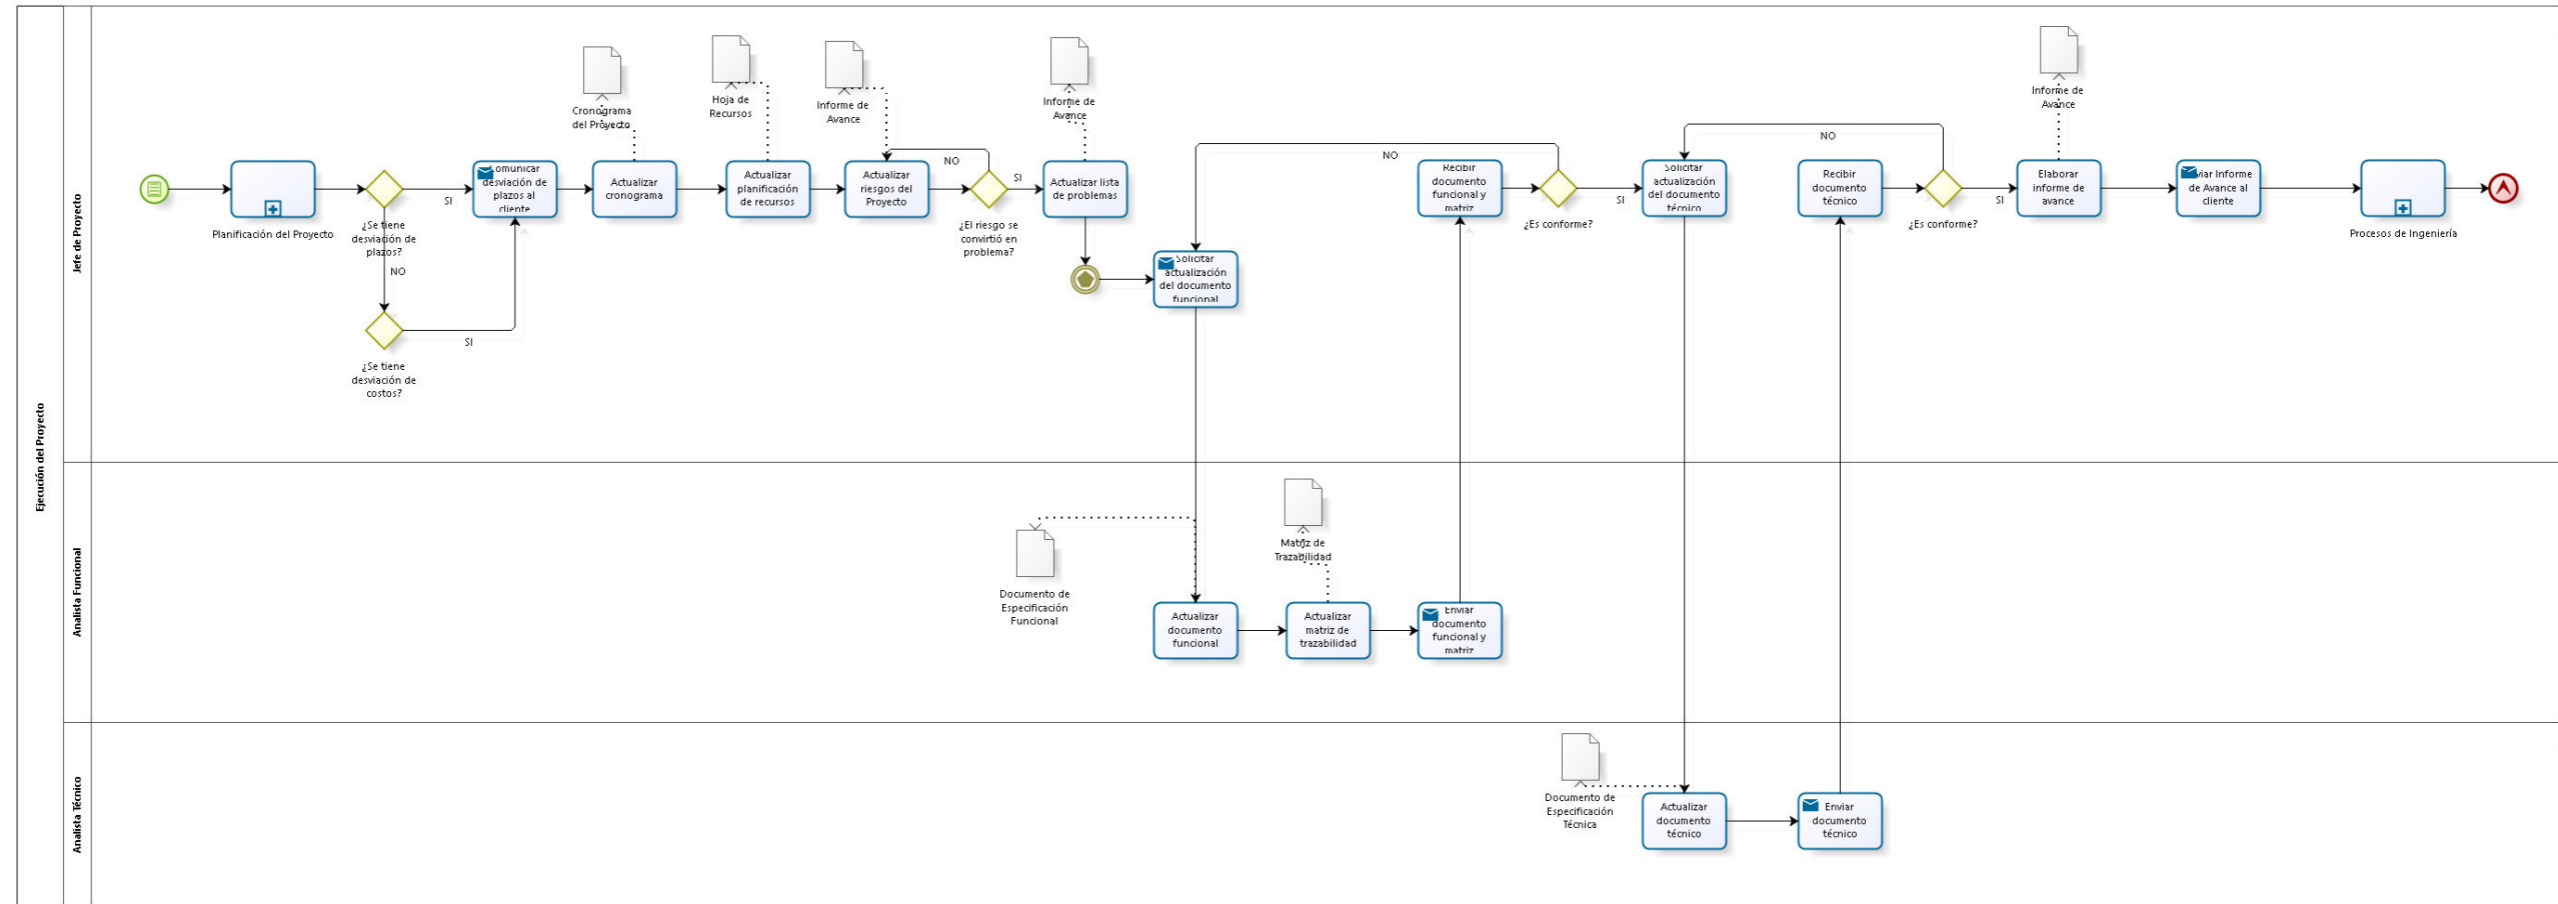 Ejecución del Proyecto
Jefe de Proyecto
Planificación del Proyecto
¿Se tiene
desviación de
plazos?
SI
NO
¿Se tiene
desviación de
costos?
SI
Comunicar
desviación de
plazos al
cliente
Cronograma
del Proyecto
Actualizar
cronograma
Hoja de
Recursos
Actualizar
planificación
de recursos
Informe de
Avance
Actualizar
riesgos del
Proyecto
NO
SI
¿El riesgo se
convirtió en
problema?
Informe de
Avance
Actualizar lista
de problemas
Solicitar
actualización
del documento
funcional
NO
Recibir
documento
funcional y
matriz
¿Es conforme?
SI
Solicitar
actualización
del documento
técnico
NO
Recibir
documento
técnico
¿Es conforme?
SI
Informe de
Avance
Elaborar
informe de
avance
viar Informe
de Avance al
cliente
Procesos de Ingeniería
Analista Funcional
Documento de
Especificación
Funcional
Actualizar
documento
funcional
Matriz de
Trazabilidad
Actualizar
matriz de
trazabilidad
Enviar
documento
funcional y
matriz
Analista Técnico
Documento de
Especificación
Técnica
Actualizar
documento
técnico
Enviar
documento
técnico